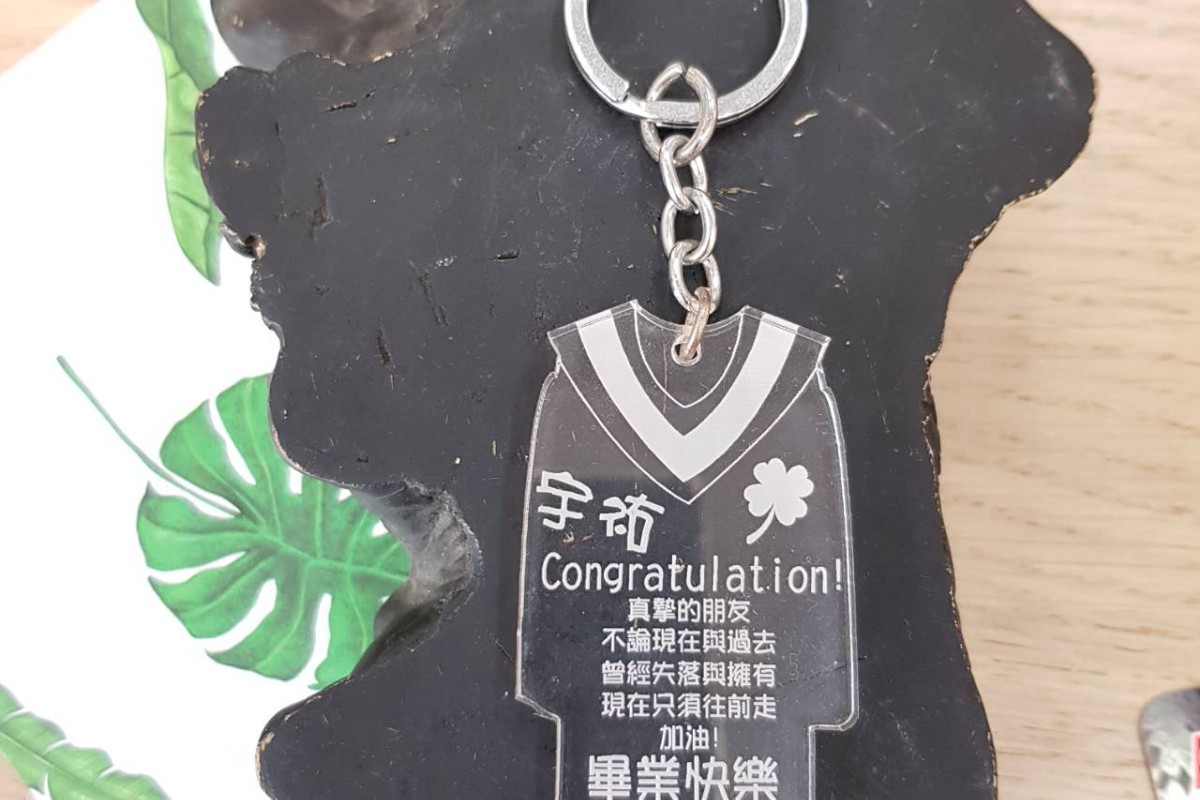 宇祐
Congratulation!
真摯的朋友
不論現在與過去
曾經失落與擁有
現在只須往前走
加油!
畢業快樂